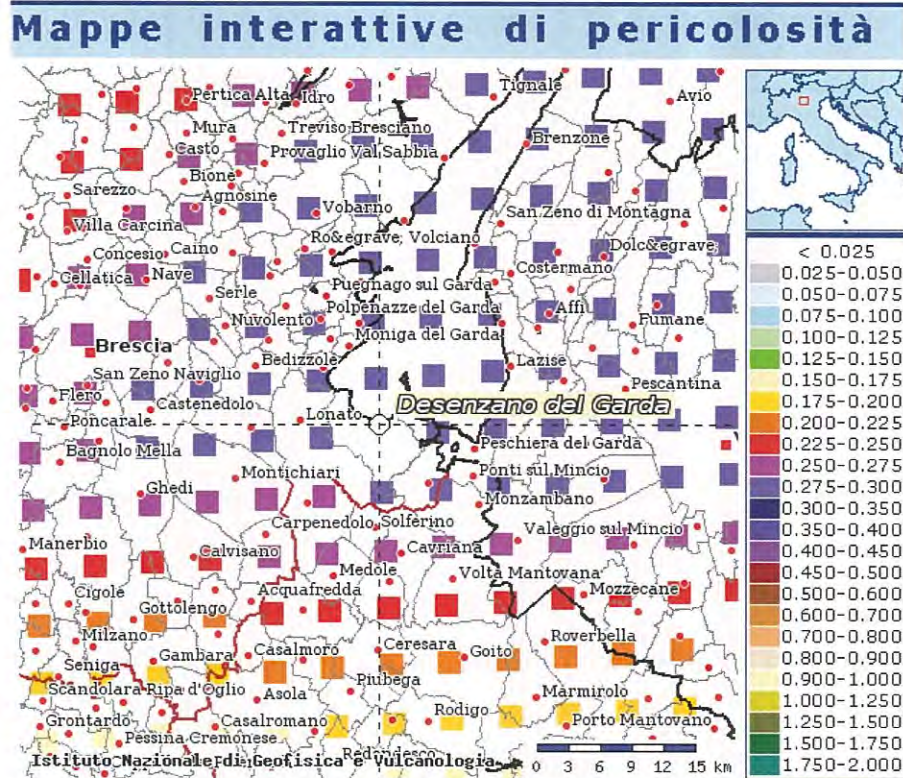 Mappe interattive di pericolosità
Tignale
Pertica Alta
Idro
Avio
Mura
Treviso Bresciano
Brenzone
Casto
Provaglio Val Sabbia
Bione
Sarezzo
Agnosine
Vobarno
San Zeno di Montagna
Villa Carcina
Ro&egrave; Volciano
Dolc&egrave;
Concesio
Caino
Costermano
Cellatica
Nave
Puegnago sul Garda
Serle
Polpenazze del Garda
Affi
Nuvolento
Moniga del Garda
Fumane
Brescia
Bedizzole
Lazise
San Zeno Naviglio
Pescantina
Flero
Castenedolo
Desenzano del Garda
Lonato
Poncarale
Bagnolo Mella
Peschiera del Garda
Montichiari
Ponti sul Mincio
Ghedi
Monzambano
Carpenedolo
Solferino
Valeggio sul Mincio
Manerbio
Calvisano
Cavriana
Medole
Volta Mantovana
Cigole
Acquafredda
Mozzecane
Gottolengo
Milzano
Ceresara
Roverbella
Seniga
Gambara
Casalmoro
Goito
Piubega
Scandolara Ripa d'Oglio
Asola
Marmirolo
Grontardo
Casalromano
Rodigo
Porto Mantovano
Pessina Cremonese
Redondesco
Istituto Nazionale di Geofisica e Vulcanologia
0 3 6 9 12 15 km
< 0.025
0.025-0.050
0.050-0.075
0.075-0.100
0.100-0.125
0.125-0.150
0.150-0.175
0.175-0.200
0.200-0.225
0.225-0.250
0.250-0.275
0.275-0.300
0.300-0.350
0.350-0.400
0.400-0.450
0.450-0.500
0.500-0.600
0.600-0.700
0.700-0.800
0.800-0.900
0.900-1.000
1.000-1.250
1.250-1.500
1.500-1.750
1.750-2.000